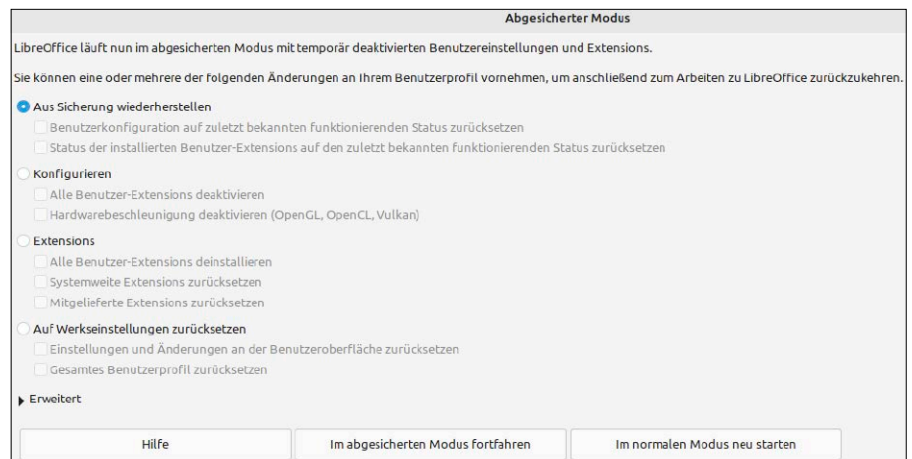 Abgesicherter Modus
LibreOffice läuft nun im abgesicherten Modus mit temporär deaktivierten Benutzereinstellungen und Extensions.
Sie können eine oder mehrere der folgenden Änderungen an Ihrem Benutzerprofil vornehmen, um anschließend zum Arbeiten zu LibreOffice zurückzukehren.
Aus Sicherung wiederherstellen
Benutzerkonfiguration auf zuletzt bekannten funktionierenden Status zurücksetzen
Status der installierten Benutzer-Extensions auf den zuletzt bekannten funktionierenden Status zurücksetzen
Konfigurieren
Alle Benutzer-Extensions deaktivieren
Hardwarebeschleunigung deaktivieren (OpenGL, OpenCL, Vulkan)
Extensions
Alle Benutzer-Extensions deinstallieren
Systemweite Extensions zurücksetzen
Mitgelieferte Extensions zurücksetzen
Auf Werkseinstellungen zurücksetzen
Einstellungen und Änderungen an der Benutzeroberfläche zurücksetzen
Gesamtes Benutzerprofil zurücksetzen
Erweitert
Hilfe
Im abgesicherten Modus fortfahren
Im normalen Modus neu starten